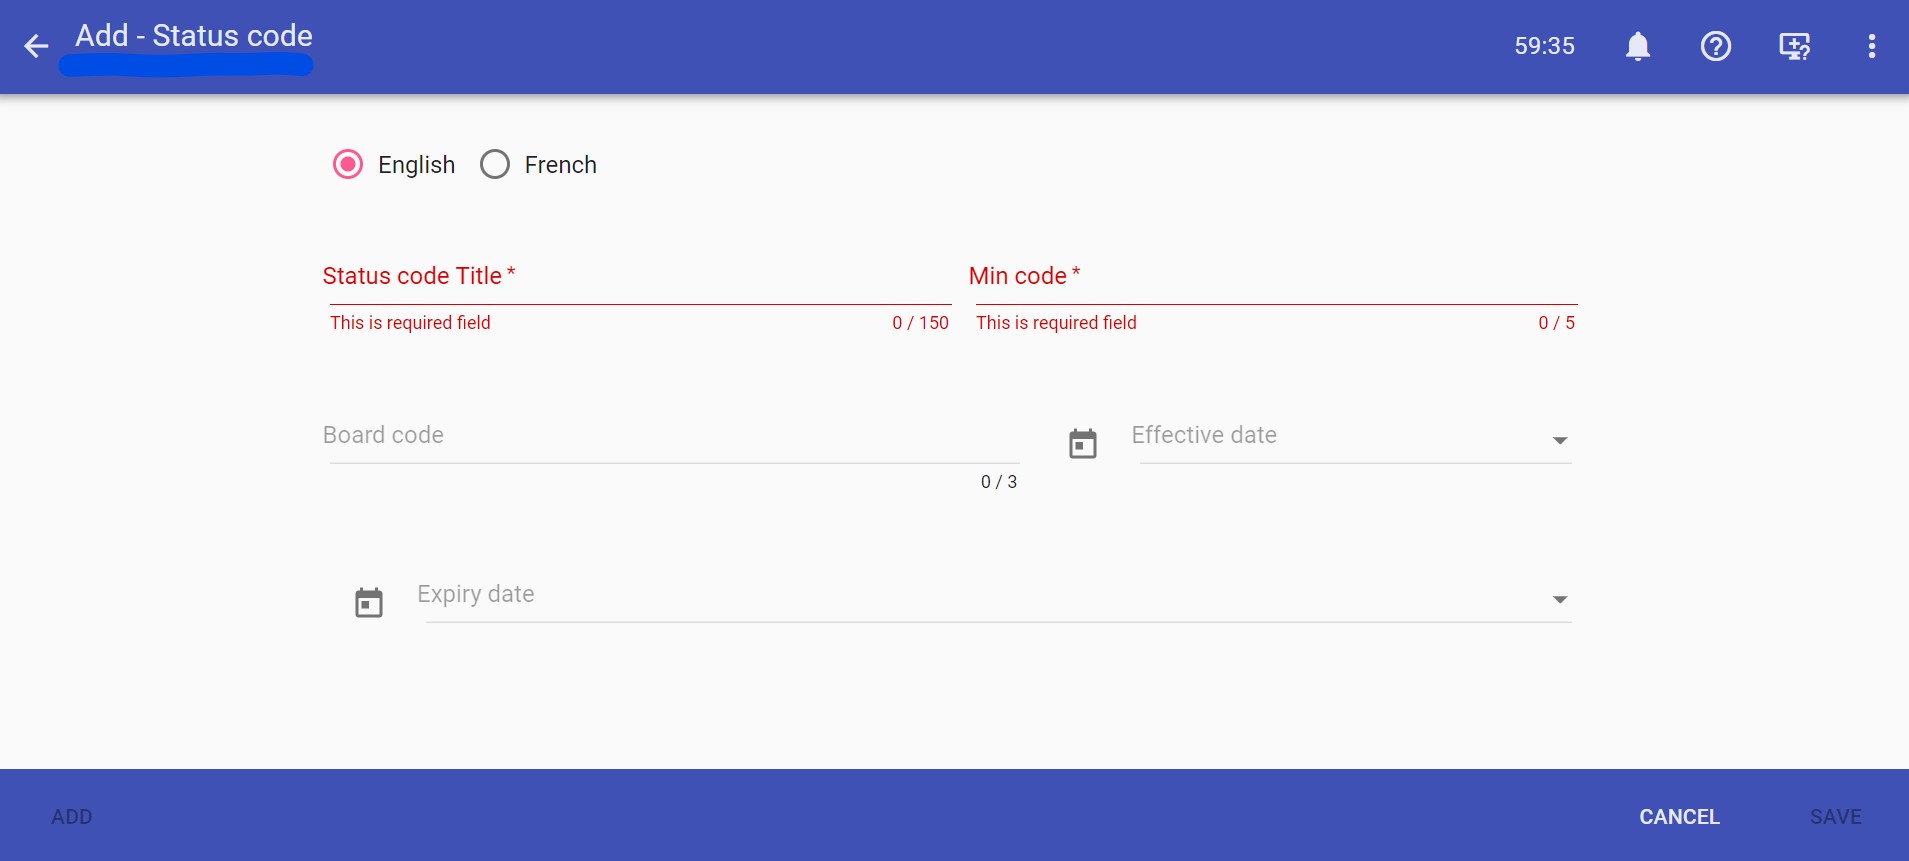 Add - Status code
59:35
English
French
Status code Title *
Min code *
This is required field
0 / 150
This is required field
0 / 5
Board code
Effective date
0 / 3
Expiry date
ADD
CANCEL
SAVE